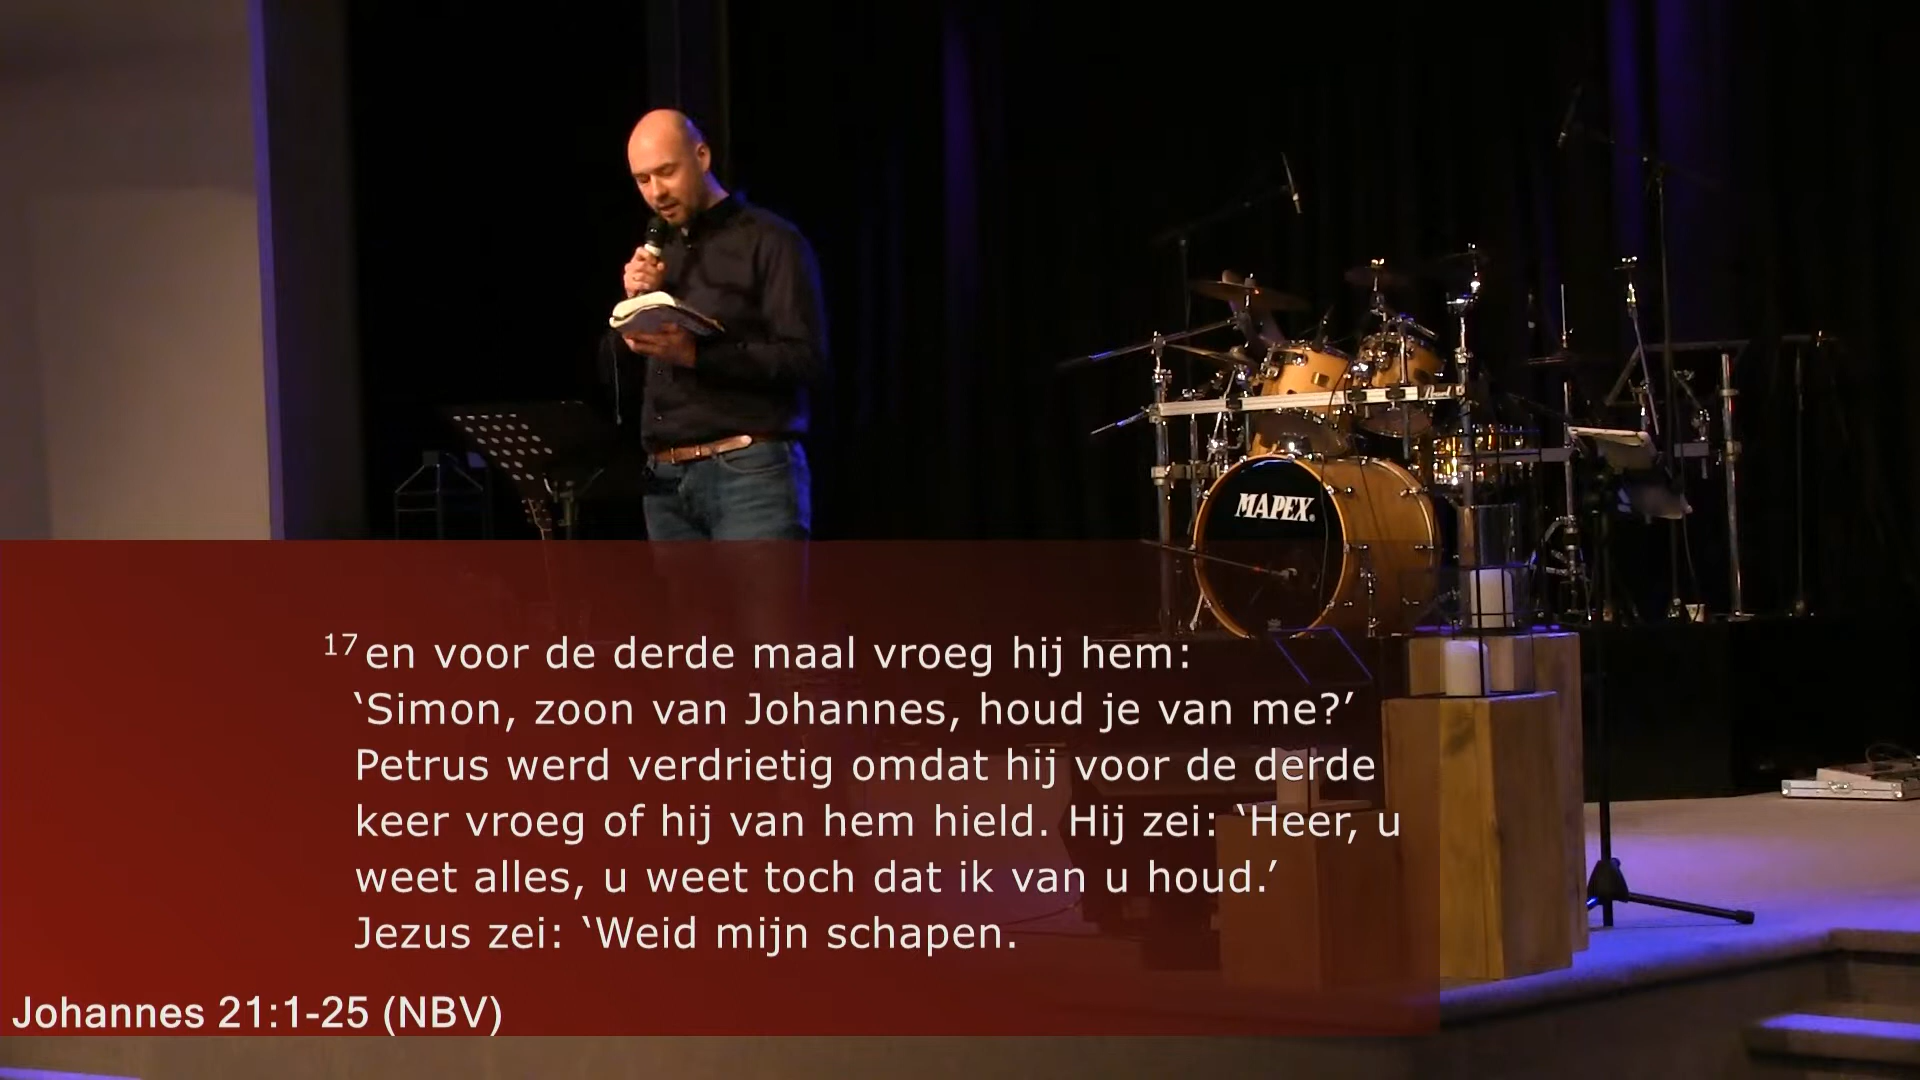 MAPEX
17 en voor de derde maal vroeg hij hem:
‘Simon, zoon van Johannes, houd je van me?’
Petrus werd verdrietig omdat hij voor de derde
keer vroeg of hij van hem hield. Hij zei: ‘Heer, u
weet alles, u weet toch dat ik van u houd.’
Jezus zei: ‘Weid mijn schapen.
Johannes 21:1-25 (NBV)